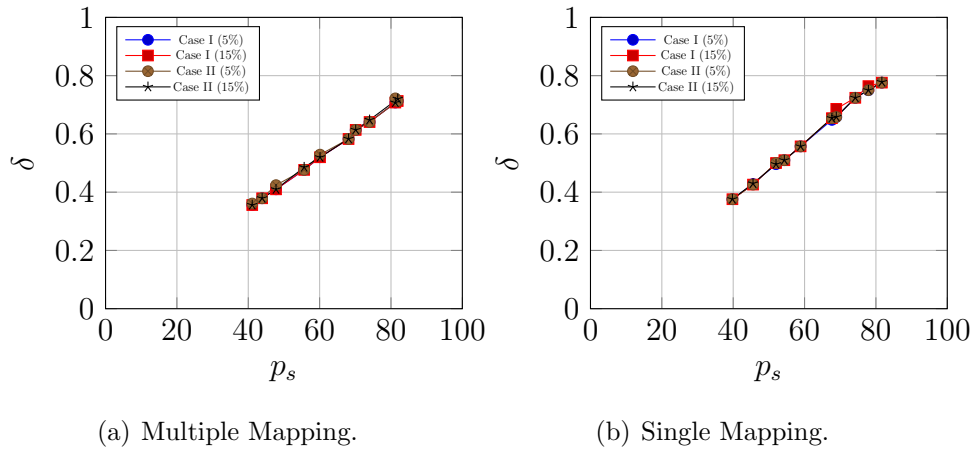 1
0.8
0.6
0.4
0.2
0
δ
0 20 40 60 80 100
p_s
Case I (5%)
Case I (15%)
Case II (5%)
Case II (15%)
(a) Multiple Mapping.
1
0.8
0.6
0.4
0.2
0
δ
0 20 40 60 80 100
p_s
Case I (5%)
Case I (15%)
Case II (5%)
Case II (15%)
(b) Single Mapping.